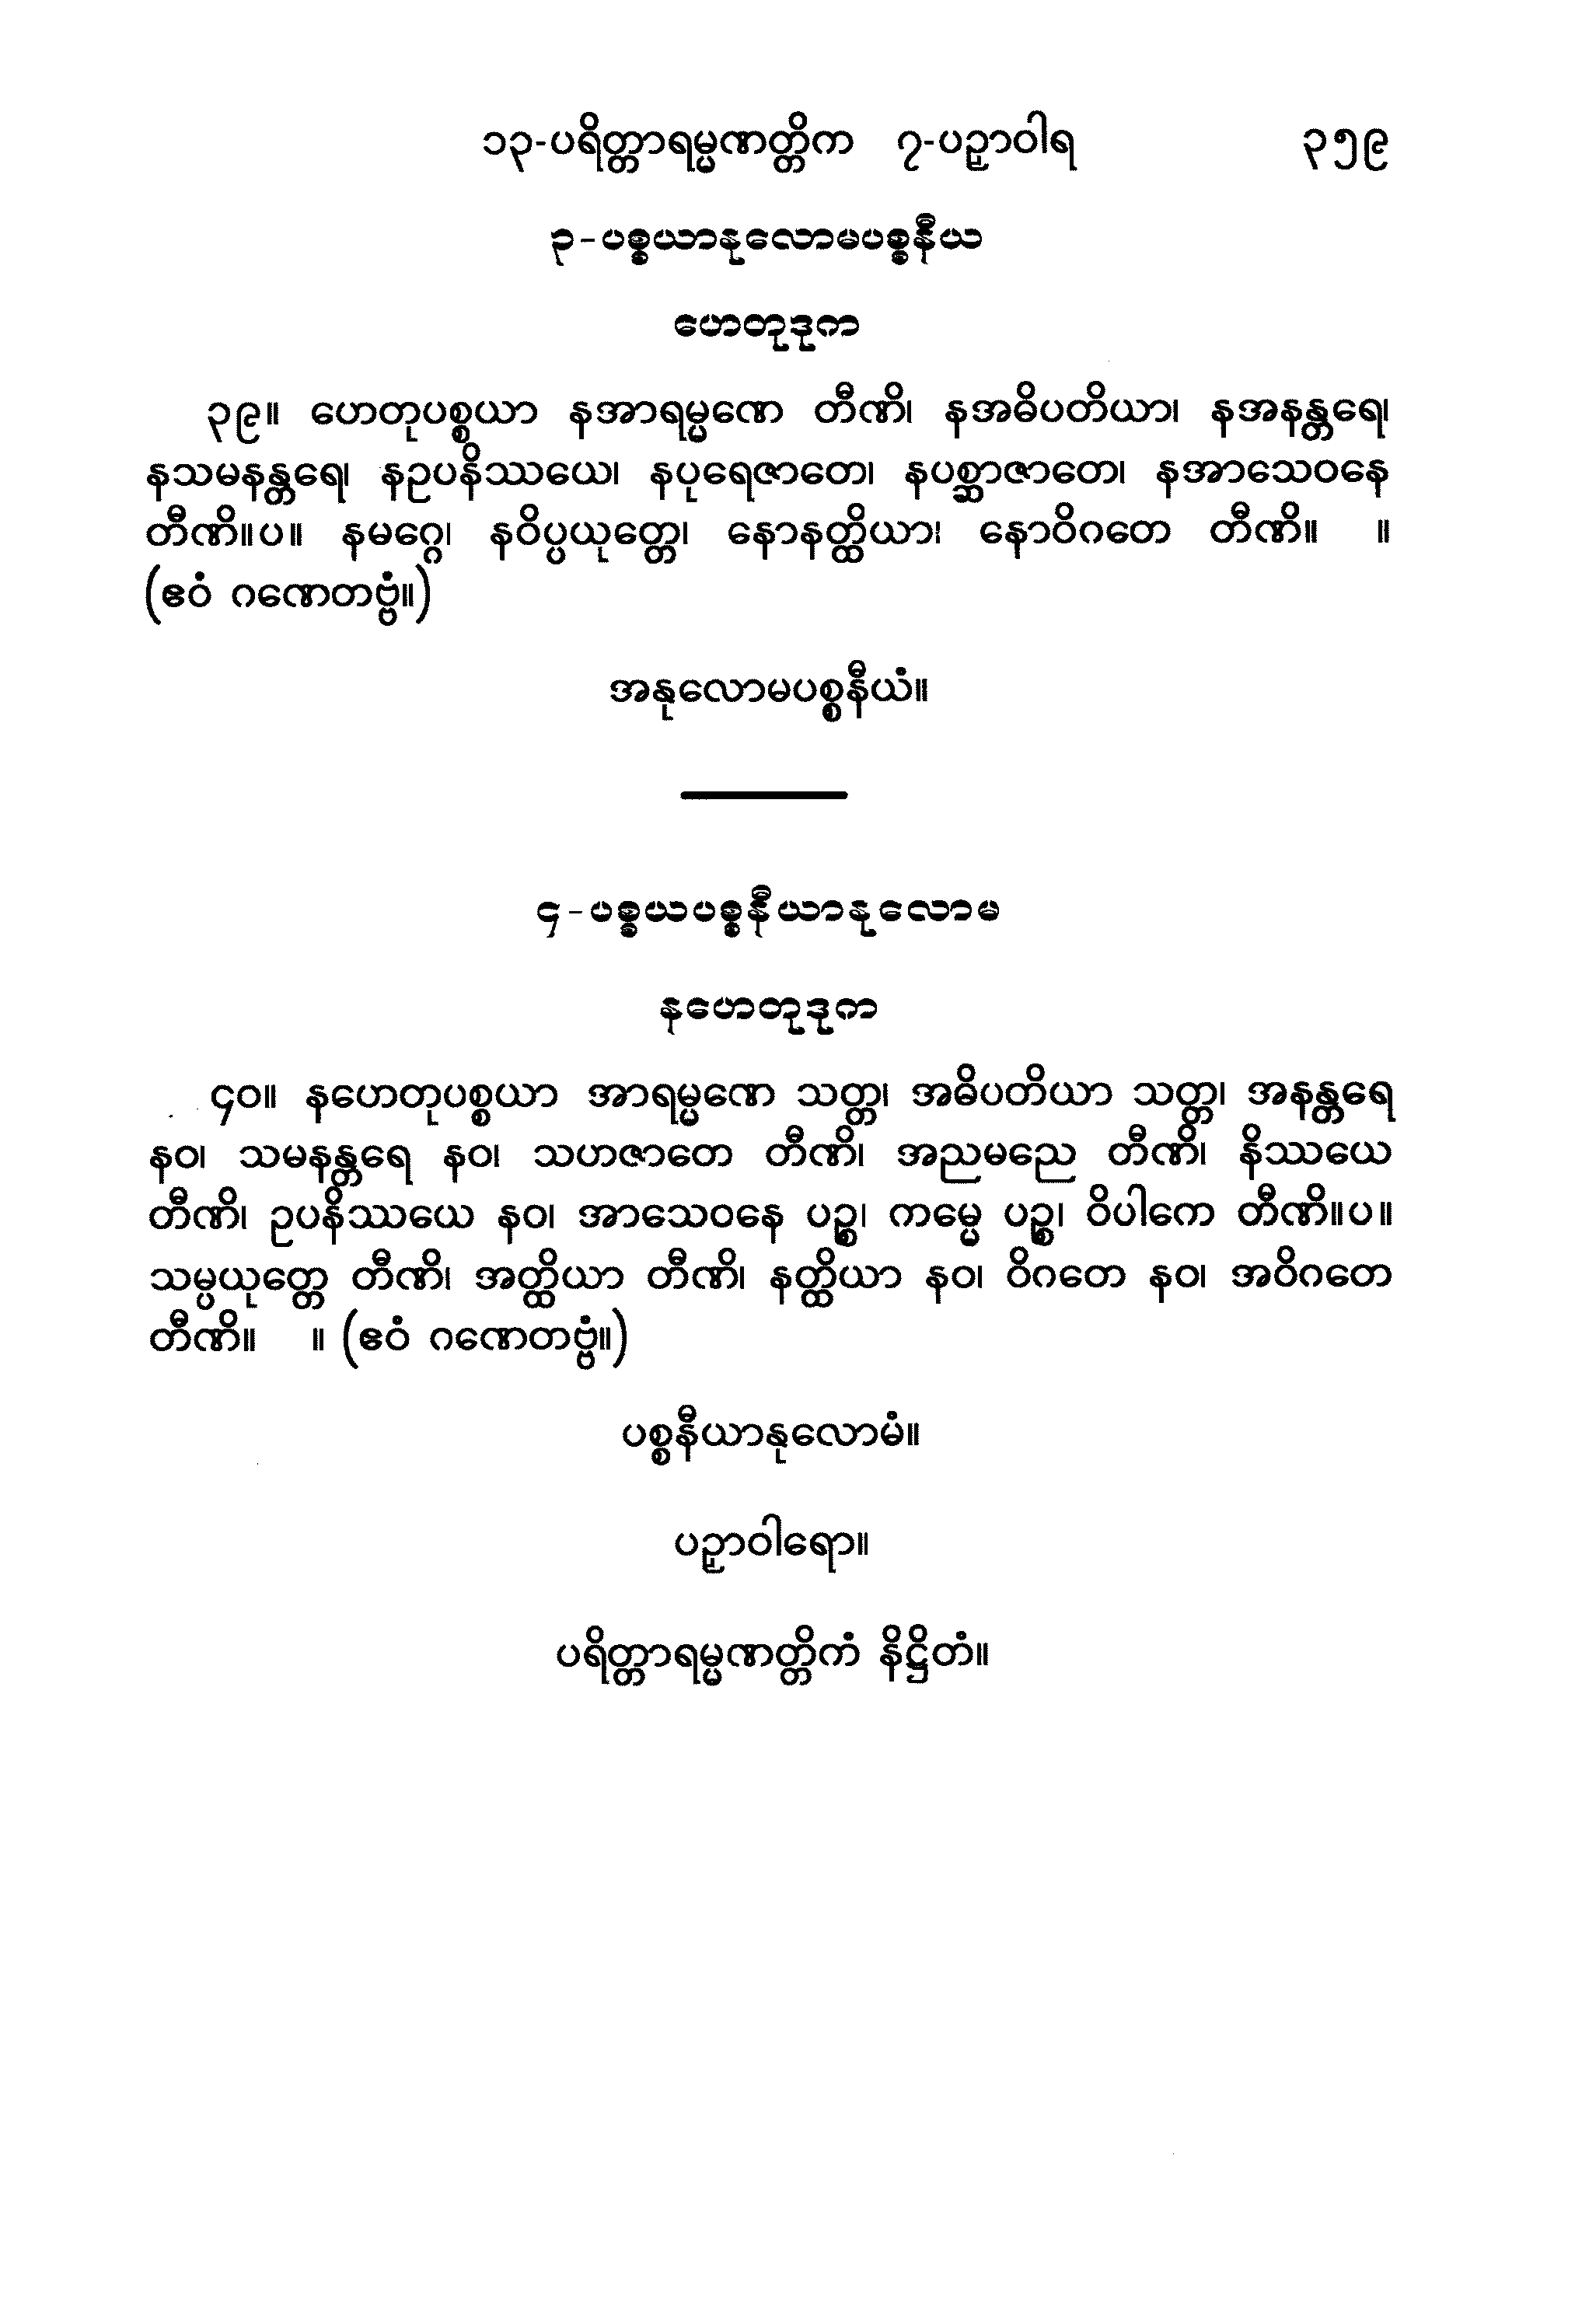 ၁၃-ပရိတ္တာရမ္မဏတ္တိက ၇-ပဉှာဝါရ ၃၅၉
၃-ပစ္စယာနုလောမပစ္စနီယ
ဟေတုဒုက
၃၉။ ဟေတုပစ္စယာ နအာရမ္မဏေ တီဏိ၊ နအဓိပတိယာ၊ နအနန္တရေ၊
နသမနန္တရေ၊ နဥပနိဿယေ၊ နပုရေဇာတေ၊ နပစ္ဆာဇာတေ၊ နအာသေဝနေ
တီဏိ။ပ။ နမဂ္ဂေ၊ နဝိပ္ပယုတ္တေ၊ နောနတ္ထိယာ၊ နောဝိဂတေ တီဏိ။ ။
(ဧဝံ ဂဏေတဗ္ဗံ။)
အနုလောမပစ္စနီယံ။
၄-ပစ္စယပစ္စနီယာနုလောမ
နဟေတုဒုက
၄၀။ နဟေတုပစ္စယာ အာရမ္မဏေ သတ္တ၊ အဓိပတိယာ သတ္တ၊ အနန္တရေ
နဝ၊ သမနန္တရေ နဝ၊ သဟဇာတေ တီဏိ၊ အညမညေ တီဏိ၊ နိဿယေ
တီဏိ၊ ဥပနိဿယေ နဝ၊ အာသေဝနေ ပဉ္စ၊ ကမ္မေ ပဉ္စ၊ ဝိပါကေ တီဏိ။ပ။
သမ္ပယုတ္တေ တီဏိ၊ အတ္ထိယာ တီဏိ၊ နတ္ထိယာ နဝ၊ ဝိဂတေ နဝ၊ အဝိဂတေ
တီဏိ။ ။ (ဧဝံ ဂဏေတဗ္ဗံ။)
ပစ္စနီယာနုလောမံ။
ပဉှာဝါရော။
ပရိတ္တာရမ္မဏတ္တိကံ နိဋ္ဌိတံ။